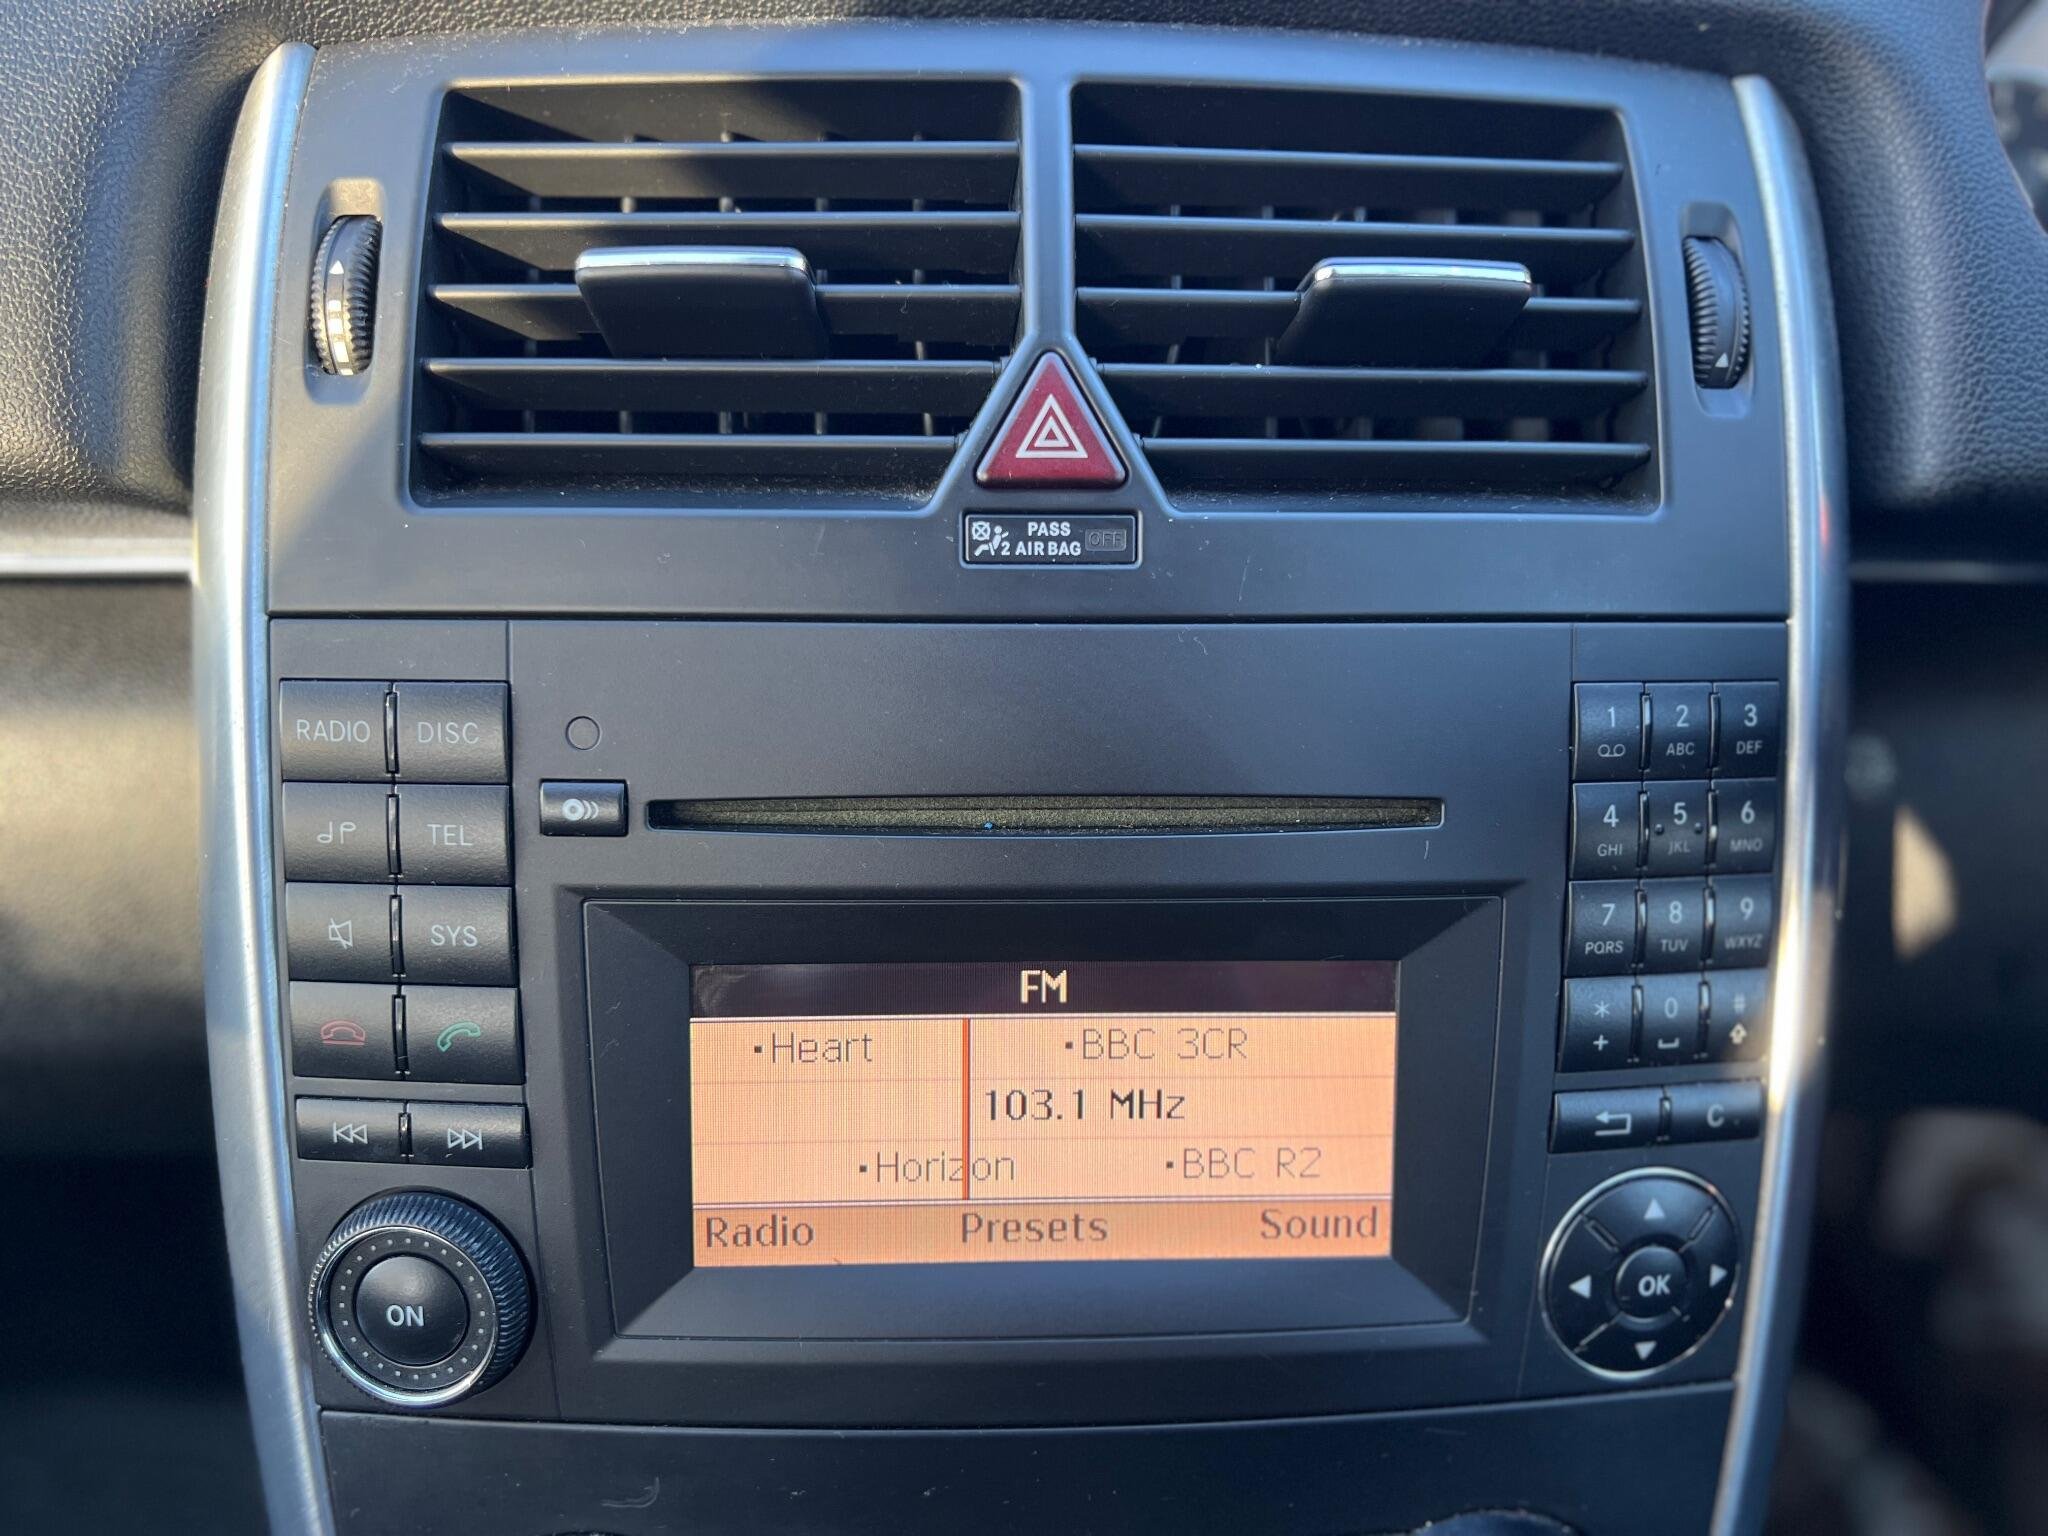 PASS
2 AIRBAG OFF
RADIO DISC
TEL
SYS
ON
1 2 3
ABC DEF
4 5 6
GHI JKL MNO
7 8 9
PQRS TUV WXYZ
* 0 #
+
C
OK
FM
Heart BBC 3CR
103.1 MHz
Horizon BBC R2
Radio Presets Sound